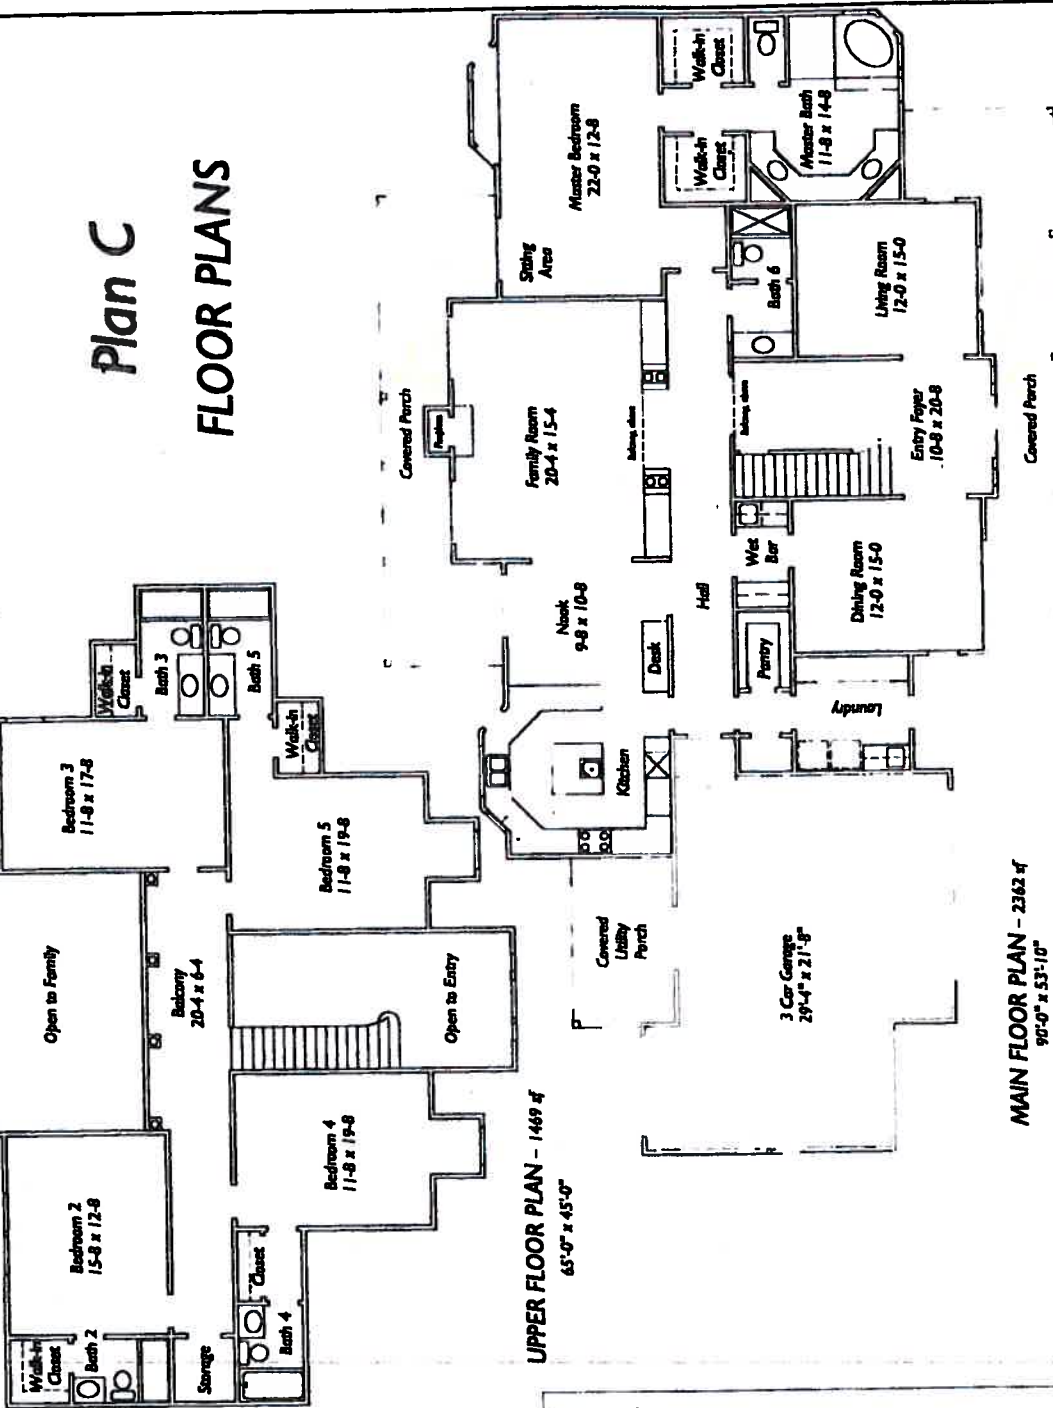 Plan C
FLOOR PLANS
Walk-in
Closet
Bath 2
Bedroom 2
15-8 x 12-8
Storage
Bath 4
Closet
Bedroom 4
11-8 x 19-8
Open to Family
Balcony
20-4 x 6-4
Open to Entry
Bedroom 3
11-8 x 17-8
Bedroom 5
11-8 x 19-8
Walk-in
Closet
Bath 3
Bath 5
Walk-in
Closet
UPPER FLOOR PLAN - 1469 sf
65'-0" x 45'-0"
Covered Porch
Fireplace
Family Room
20-4 x 15-4
Balcony above
Sitting
Area
Master Bedroom
22-0 x 12-8
Walk-in
Closet
Walk-in
Closet
Master Bath
11-8 x 14-8
Nook
9-8 x 10-8
Desk
Hall
Kitchen
Covered
Utility
Porch
Pantry
Wet
Bar
Balcony above
Bath 6
Laundry
Dining Room
12-0 x 15-0
Entry Foyer
10-8 x 20-8
Living Room
12-0 x 15-0
3 Car Garage
29'-4" x 21'-8"
Covered Porch
MAIN FLOOR PLAN - 2362 sf
90'-0" x 53'-10"